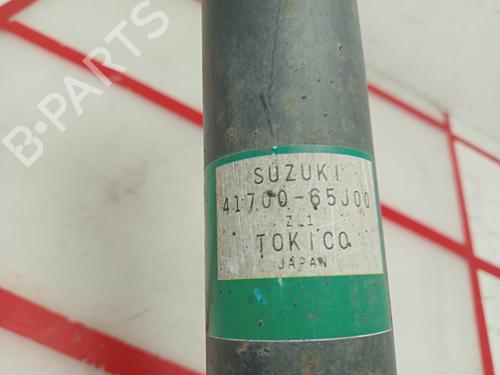 B-PARTS
SUZUKI
41700-65J00
Z 1
TOKICO
JAPAN